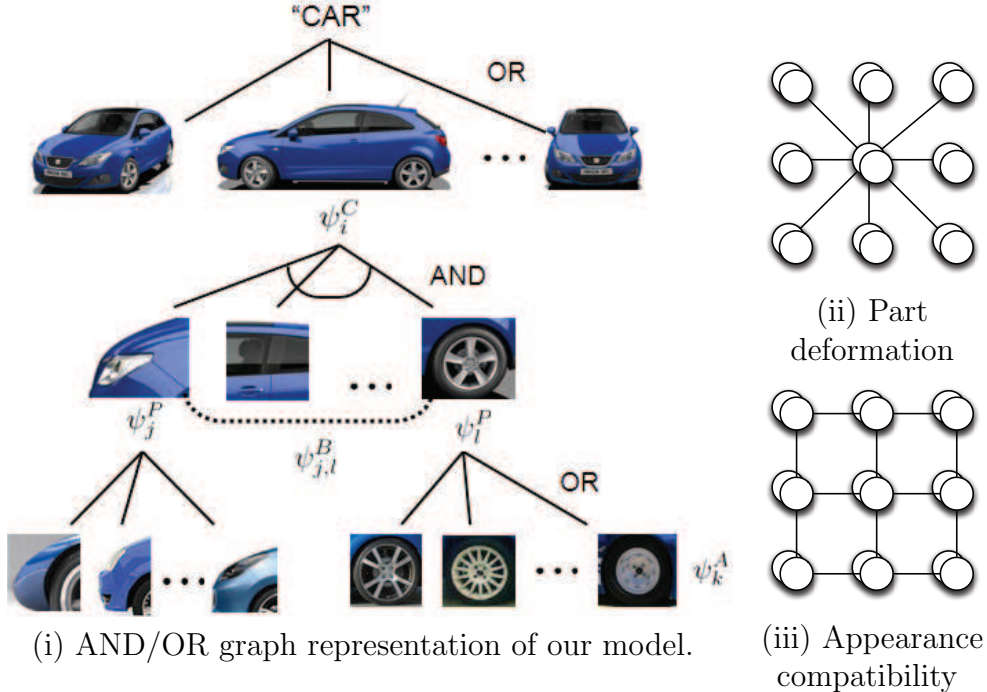 “CAR”
OR
• • •
ψ_i^C
AND
• • •
ψ_j^P
ψ_l^P
ψ_{j,l}^B
OR
• • •
• • •
ψ_k^A
(i) AND/OR graph representation of our model.
(ii) Part
deformation
(iii) Appearance
compatibility